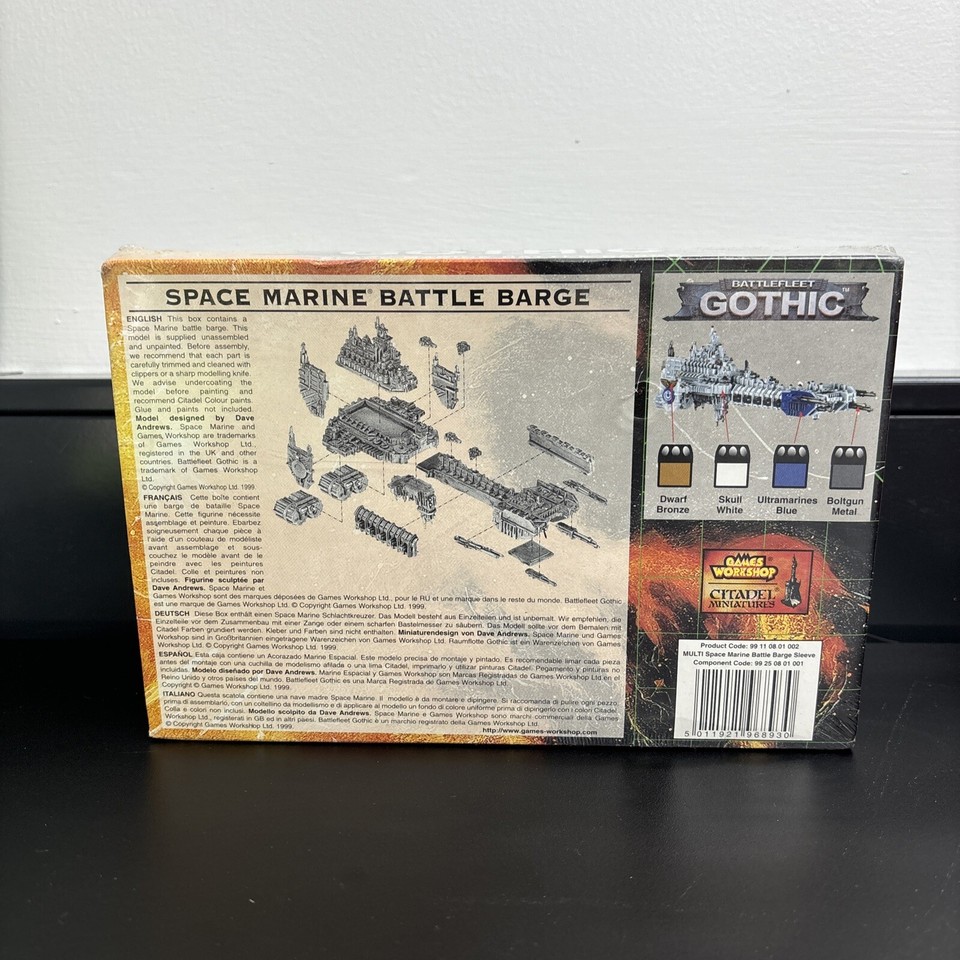 SPACE MARINE® BATTLE BARGE
ENGLISH This box contains a
Space Marine battle barge. This
model is supplied unassembled
and unpainted. Before assembly,
we recommend that each part is
carefully trimmed and cleaned with
clippers or a sharp modelling knife.
We advise undercoating the
model before painting and
recommend Citadel Colour paints.
Glue and paints not included.
Model designed by Dave
Andrews. Space Marine and
Games Workshop are trademarks
of Games Workshop Ltd.,
registered in the UK and other
countries. Battlefleet Gothic is a
trademark of Games Workshop
Ltd.
© Copyright Games Workshop Ltd. 1999.
FRANÇAIS Cette boîte contient
une barge de bataille Space
Marine. Cette figurine nécessite
assemblage et peinture. Ebarbez
soigneusement chaque pièce à
l'aide d'un couteau de modéliste
avant assemblage et sous-
couchez le modèle avant de le
peindre avec les peintures
Citadel. Colle et peintures non
incluses. Figurine sculptée par
Dave Andrews. Space Marine et
Games Workshop sont des marques déposées de Games Workshop Ltd., pour le RU et une marque dans le reste du monde. Battlefleet Gothic
est une marque de Games Workshop Ltd. © Copyright Games Workshop Ltd. 1999.
DEUTSCH Diese Box enthält einen Space Marine Schlachtkreuzer. Das Modell besteht aus Einzelteilen und ist unbemalt. Wir empfehlen, die
Einzelteile vor dem Zusammenbau mit einer Zange oder einem scharfen Bastelmesser zu säubern. Das Modell sollte vor dem Bemalen mit
Citadel Farben grundiert werden. Kleber und Farben sind nicht enthalten. Miniaturendesign von Dave Andrews. Space Marine und Games
Workshop sind in Großbritannien eingetragene Warenzeichen von Games Workshop Ltd. Raumflotte Gothic ist ein Warenzeichen von Games
Workshop Ltd. © Copyright Games Workshop Ltd. 1999
ESPAÑOL Esta caja contiene un Acorazado Marine Espacial. Este modelo precisa de montaje y pintado. Es recomendable limar cada pieza
antes del montaje con una cuchilla de modelismo afilada o una lima Citadel, imprimarlo y utilizar pinturas Citadel. Pegamento y pinturas no
incluidas. Modelo diseñado por Dave Andrews. Marine Espacial y Games Workshop son Marcas Registradas de Games Workshop Ltd.en el
Reino Unido y otros países del mundo. Battlefleet Gothic es una Marca Registrada de Games Workshop Ltd.
Copyright © Games Workshop Ltd. 1999.
ITALIANO Questa scatola contiene una nave madre Space Marine. Il modello è da montare e dipingere. Si raccomanda di pulire ogni pezzo,
prima di assemblarlo, con un coltellino da modellismo e di applicare al modello un fondo di colore uniforme prima di dipingerlo con i colori Citadel.
Colla e colori non inclusi. Modello scolpito da Dave Andrews. Space Marine e Games Workshop sono marchi commerciali della Games
Workshop Ltd., registrati in GB ed in altri paesi. Battlefleet Gothic è un marchio registrato della Games Workshop Ltd.
© Copyright Games Workshop Ltd. 1999.
http://www.games-workshop.com
BATTLEFLEET
GOTHIC™
Dwarf Bronze
Skull White
Ultramarines Blue
Boltgun Metal
GAMES WORKSHOP
CITADEL MINIATURES
Product Code: 99 11 08 01 002
MULTI Space Marine Battle Barge Sleeve
Component Code: 99 25 08 01 001
5 011921 968930